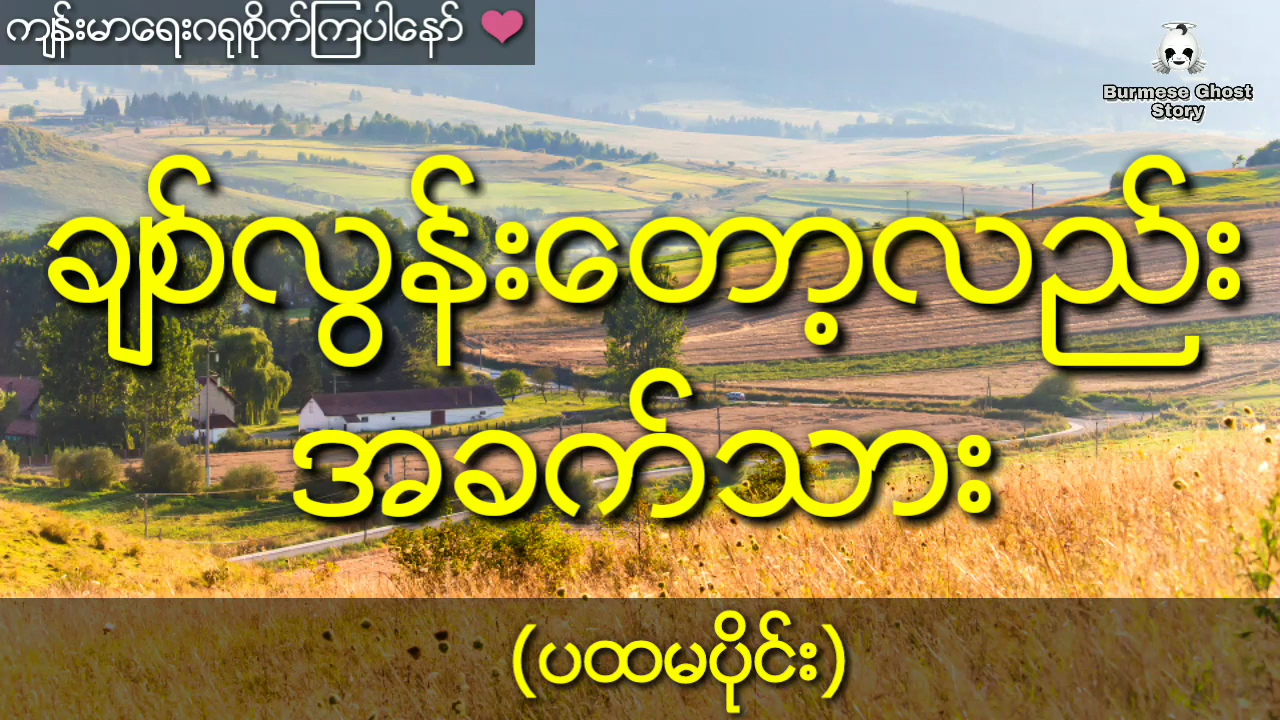 ကျန်းမာရေးဂရုစိုက်ကြပါနော် ❤
Burmese Ghost
Story
ချစ်လွန်းတော့လည်း
အခက်သား
(ပထမပိုင်း)